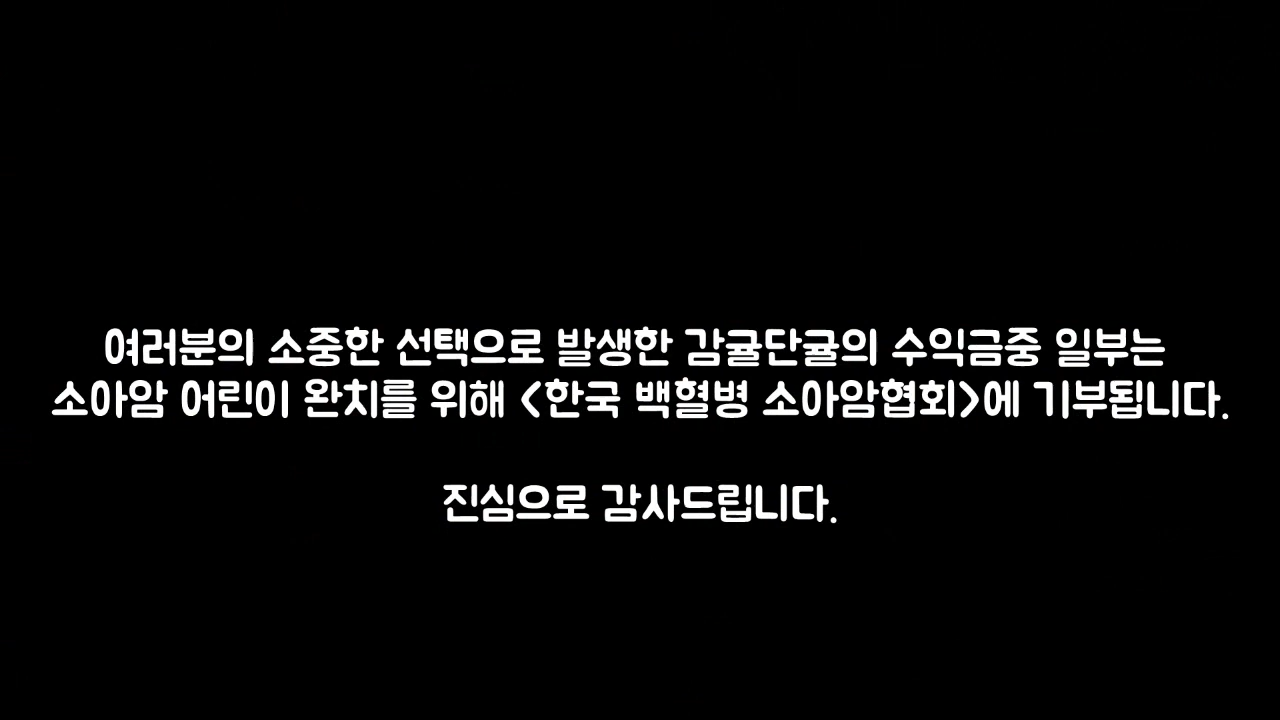 여러분의 소중한 선택으로 발생한 감귤단귤의 수익금중 일부는
소아암 어린이 완치를 위해 <한국 백혈병 소아암협회>에 기부됩니다.
진심으로 감사드립니다.